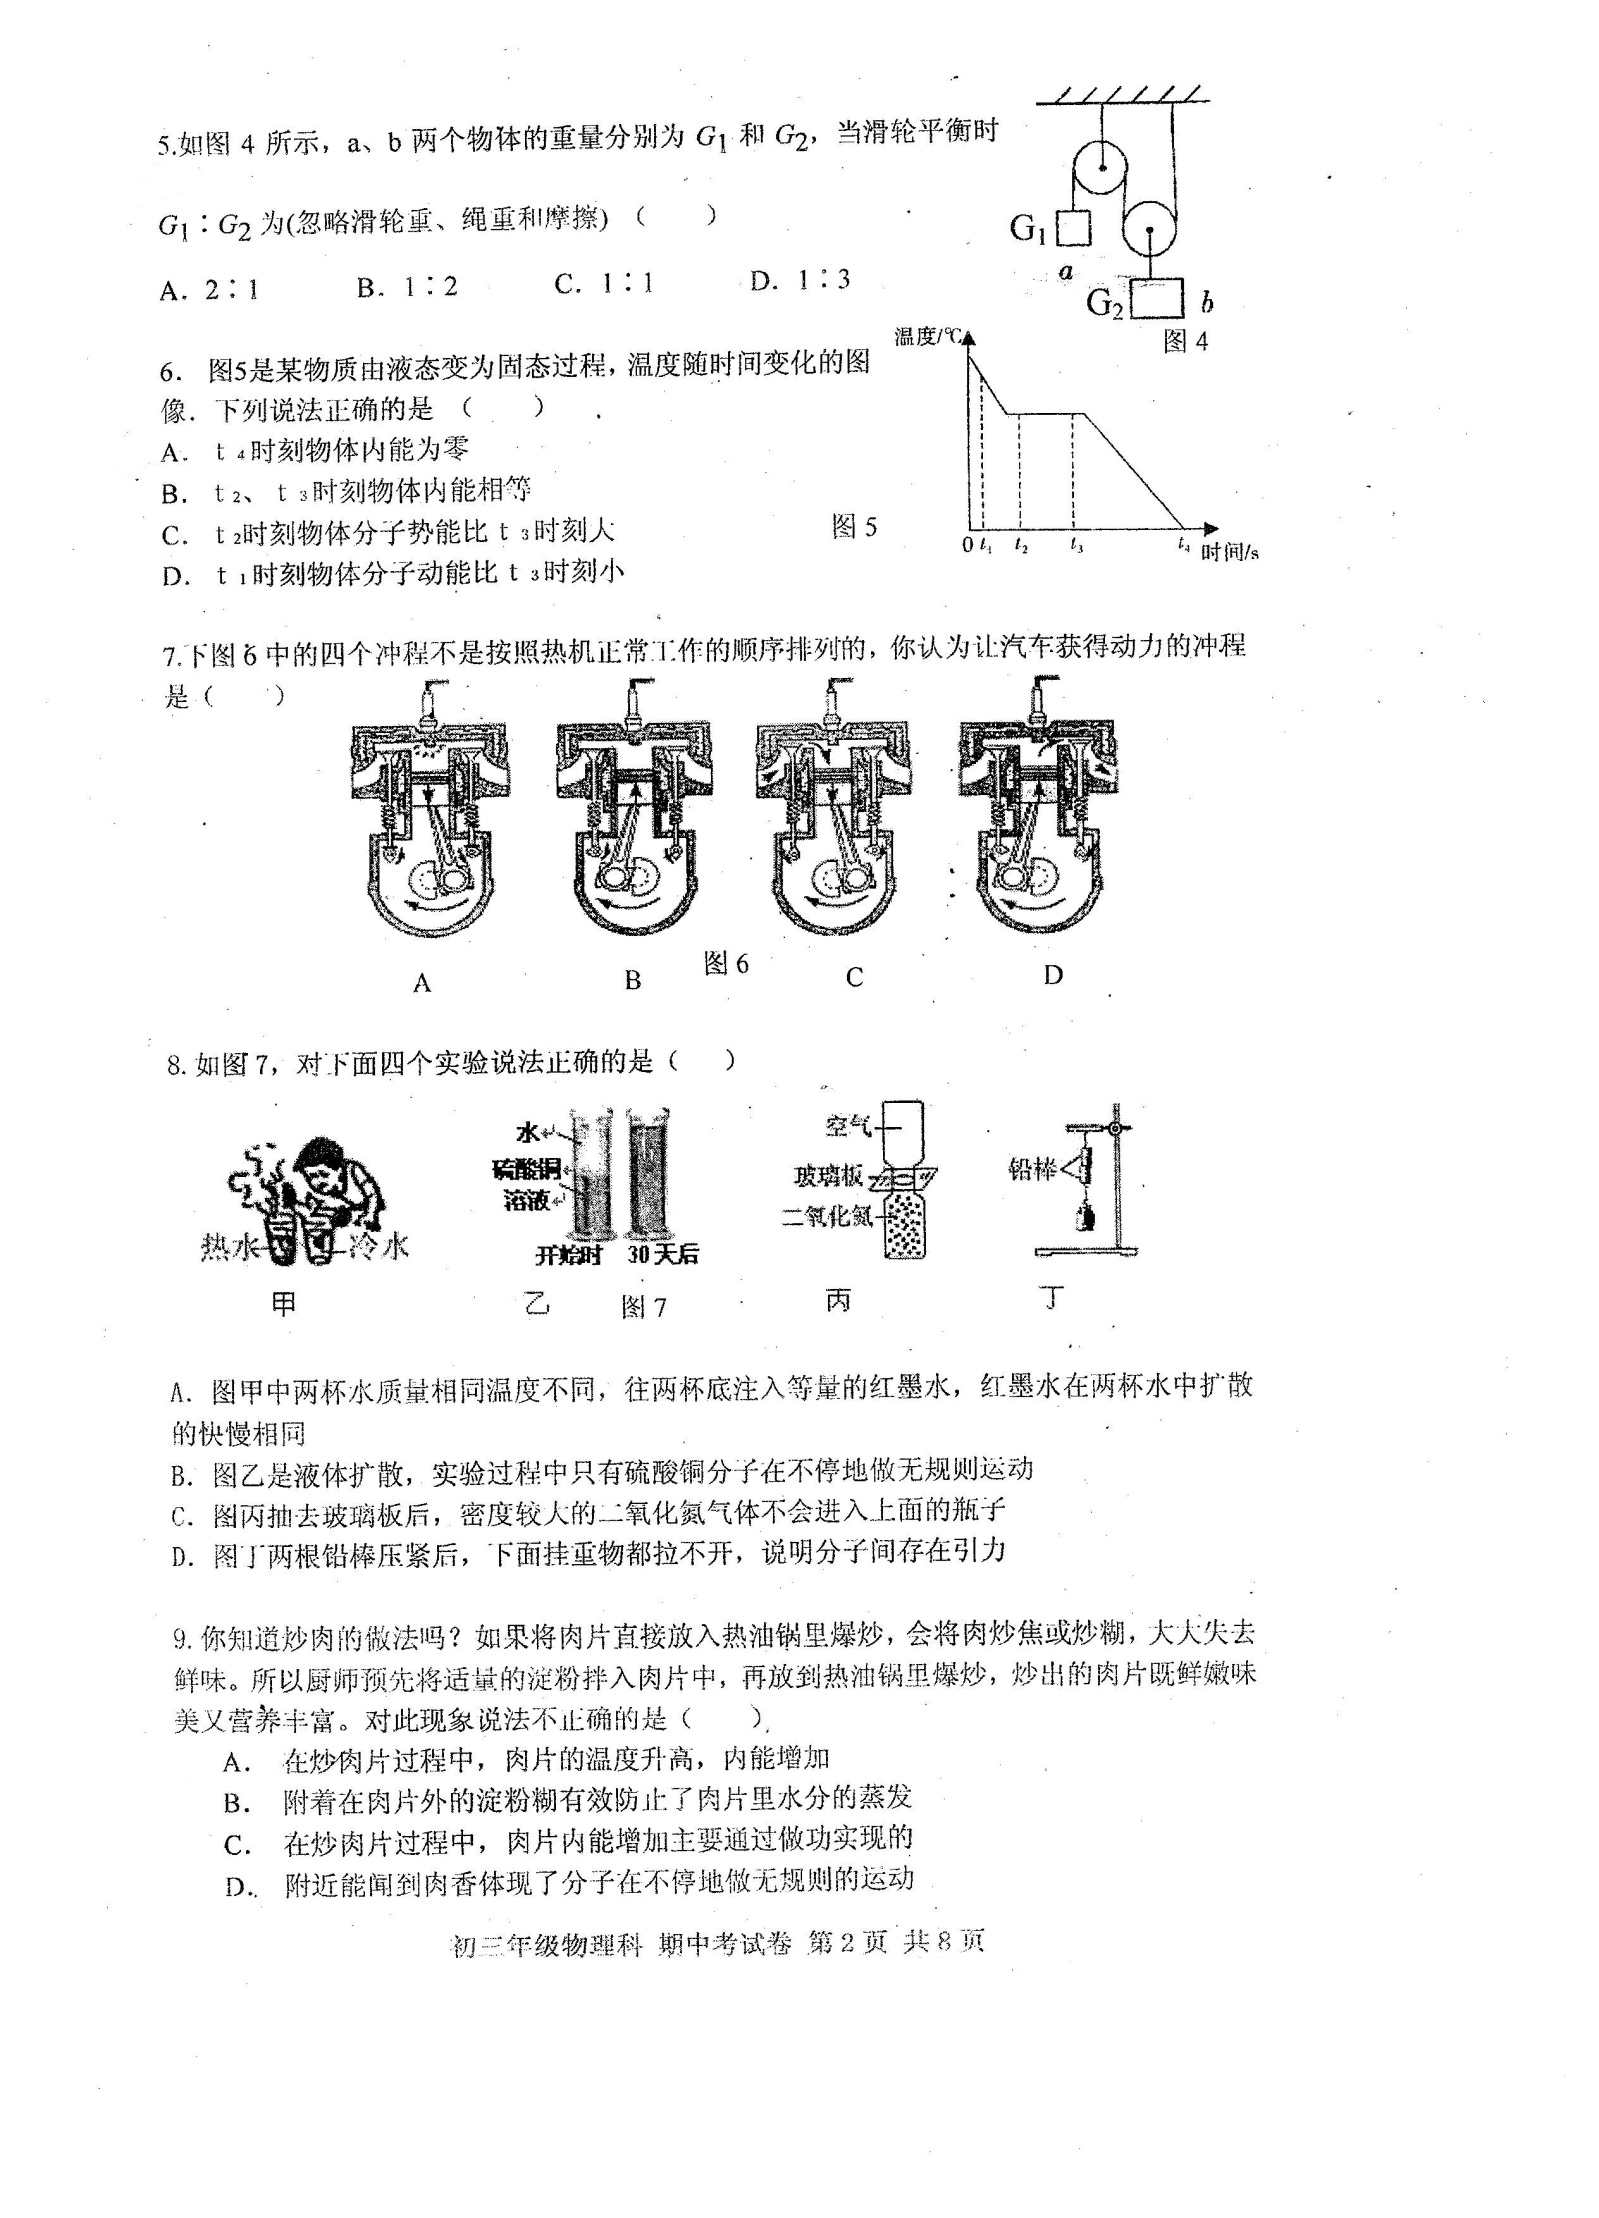 5.如图 4 所示，a、b 两个物体的重量分别为 G1 和 G2，当滑轮平衡时
G1∶G2 为(忽略滑轮重、绳重和摩擦) （ ）
A．2∶1 B．1∶2 C．1∶1 D．1∶3
G1
a
G2
b
图 4
6． 图5是某物质由液态变为固态过程，温度随时间变化的图
像．下列说法正确的是 （ ）
A． t 4时刻物体内能为零
B． t 2、 t 3时刻物体内能相等
C． t 2时刻物体分子势能比 t 3时刻大
D． t 1时刻物体分子动能比 t 3时刻小
图 5
温度/℃
0 t1 t2 t3 t4 时间/s
7.下图 6 中的四个冲程不是按照热机正常工作的顺序排列的，你认为让汽车获得动力的冲程
是（ ）
A B 图 6 C D
8. 如图 7，对下面四个实验说法正确的是（ ）
热水 冷水
水
硫酸铜
溶液
开始时 30 天后
空气
玻璃板
二氧化氮
铅棒
甲 乙 图 7 丙 丁
A. 图甲中两杯水质量相同温度不同，往两杯底注入等量的红墨水，红墨水在两杯水中扩散
的快慢相同
B. 图乙是液体扩散，实验过程中只有硫酸铜分子在不停地做无规则运动
C. 图丙抽去玻璃板后，密度较大的二氧化氮气体不会进入上面的瓶子
D. 图丁两根铅棒压紧后，下面挂重物都拉不开，说明分子间存在引力
9. 你知道炒肉的做法吗？如果将肉片直接放入热油锅里爆炒，会将肉炒焦或炒糊，大大失去
鲜味。所以厨师预先将适量的淀粉拌入肉片中，再放到热油锅里爆炒，炒出的肉片既鲜嫩味
美又营养丰富。对此现象说法不正确的是（ ）
A． 在炒肉片过程中，肉片的温度升高，内能增加
B． 附着在肉片外的淀粉糊有效防止了肉片里水分的蒸发
C． 在炒肉片过程中，肉片内能增加主要通过做功实现的
D． 附近能闻到肉香体现了分子在不停地做无规则的运动
初三年级物理科 期中考试卷 第 2 页 共 8 页